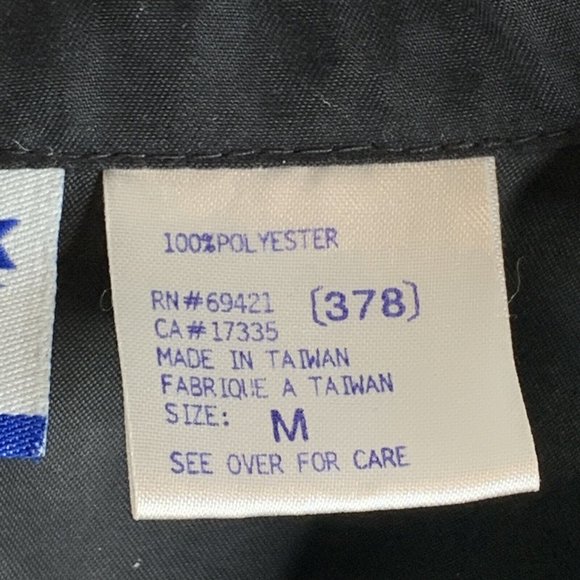 100%POLYESTER
RN#69421 (378)
CA#17335
MADE IN TAIWAN
FABRIQUE A TAIWAN
SIZE: M
SEE OVER FOR CARE